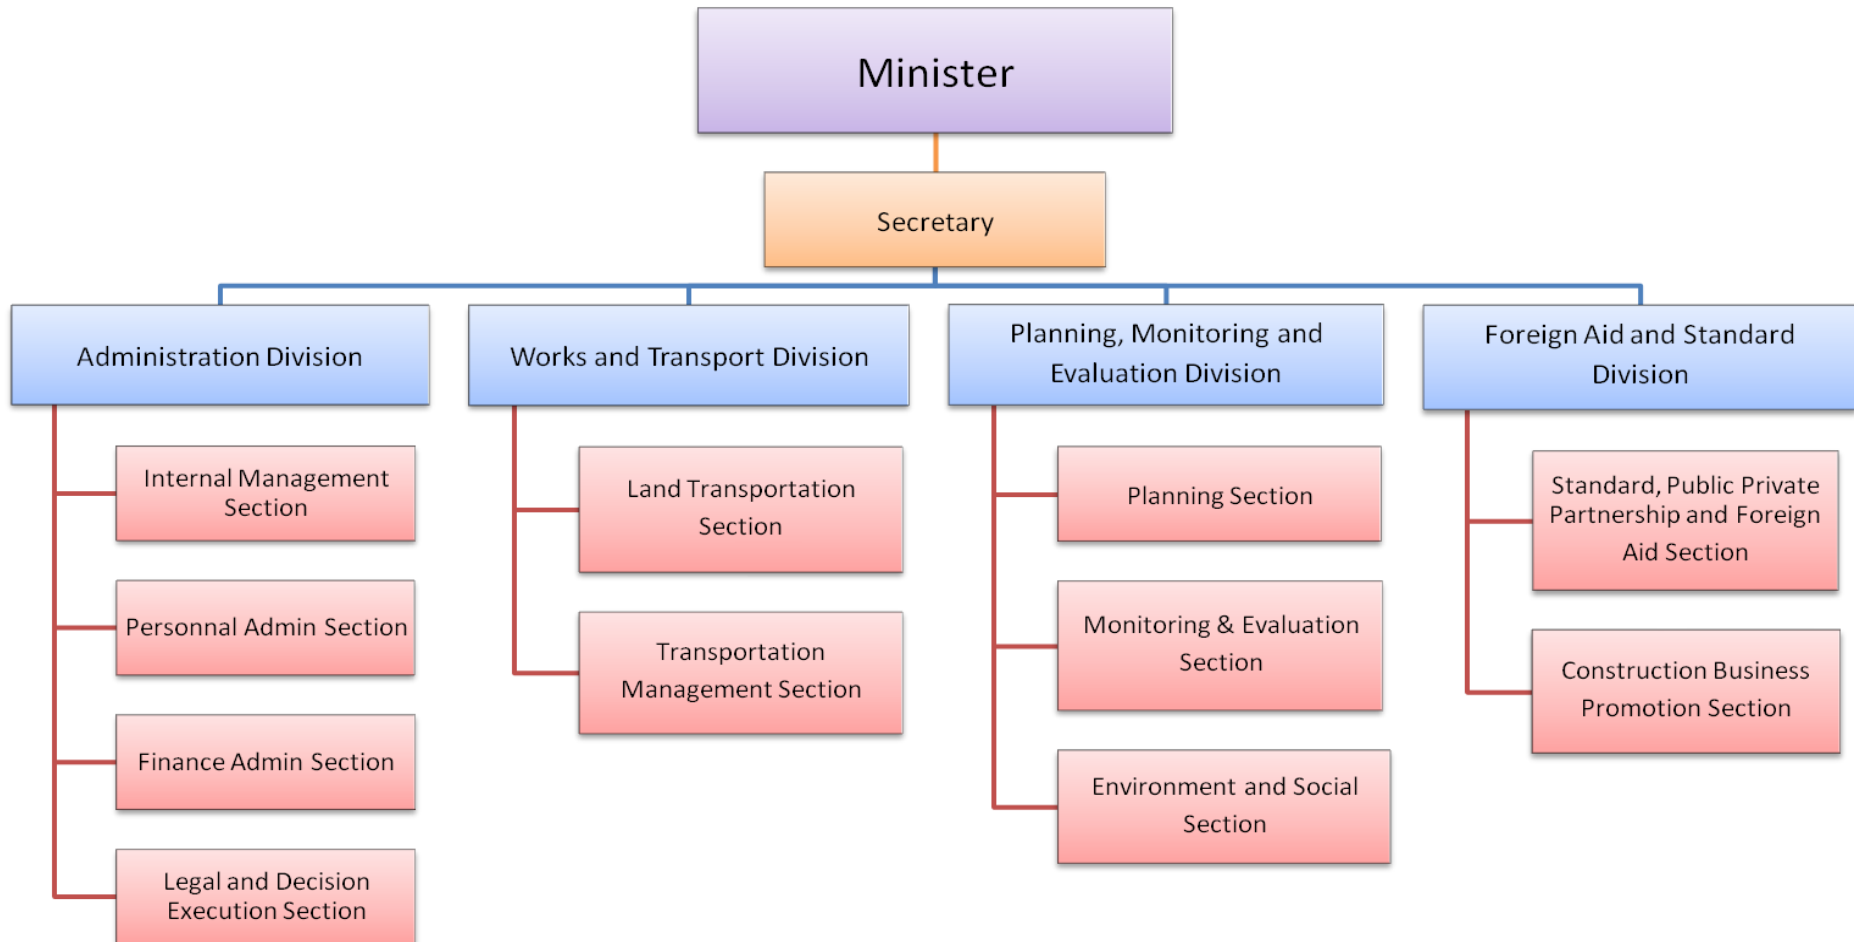 Minister
Secretary
Administration Division
Internal Management
Section
Personnal Admin Section
Finance Admin Section
Legal and Decision
Execution Section
Works and Transport Division
Land Transportation
Section
Transportation
Management Section
Planning, Monitoring and
Evaluation Division
Planning Section
Monitoring & Evaluation
Section
Environment and Social
Section
Foreign Aid and Standard
Division
Standard, Public Private
Partnership and Foreign
Aid Section
Construction Business
Promotion Section